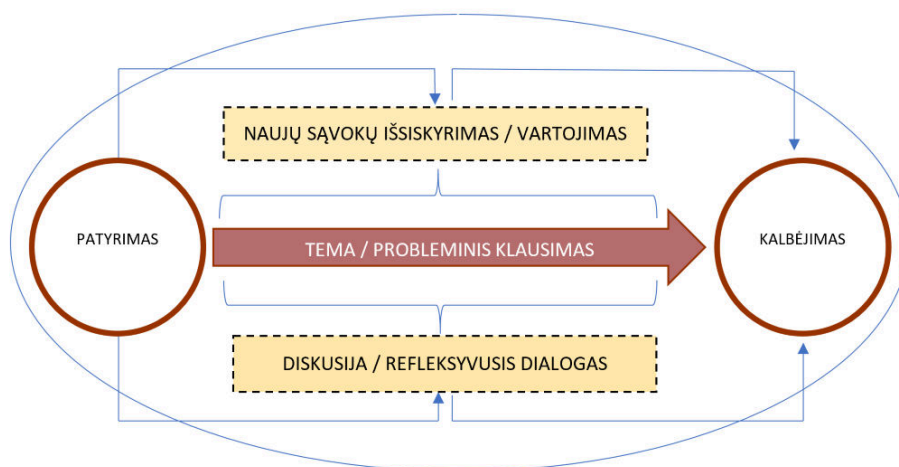 NAUJŲ SĄVOKŲ IŠSISKYRIMAS / VARTOJIMAS
PATYRIMAS
TEMA / PROBLEMINIS KLAUSIMAS
KALBĖJIMAS
DISKUSIJA / REFLEKSYVUSIS DIALOGAS